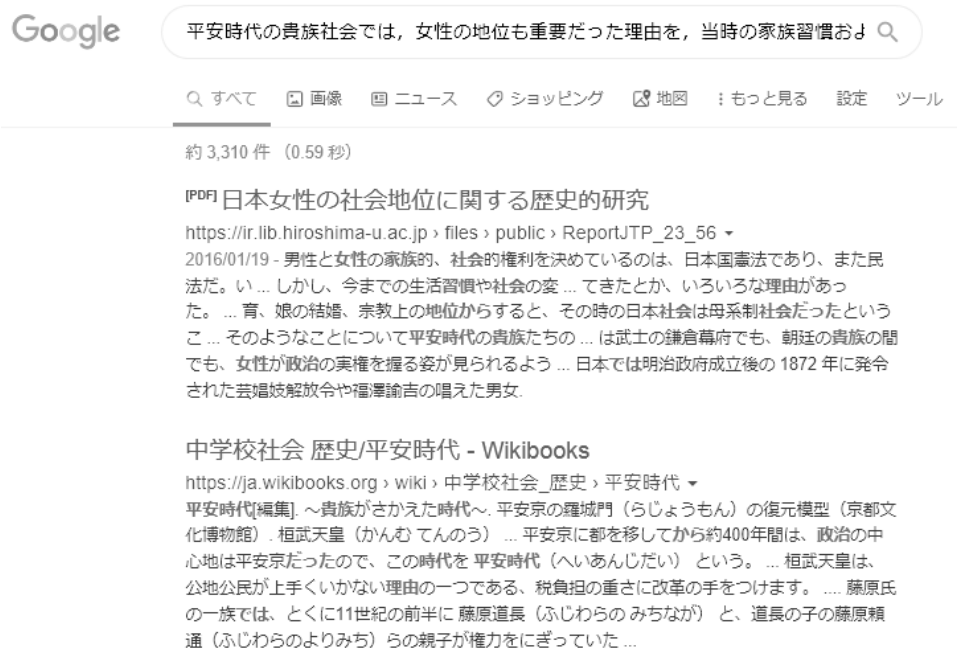 Google 平安時代の貴族社会では，女性の地位も重要だった理由を，当時の家族習慣およ
すべて 画像 ニュース ショッピング 地図 もっと見る 設定 ツール
約 3,310 件 （0.59 秒）
[PDF] 日本女性の社会地位に関する歴史的研究
https://ir.lib.hiroshima-u.ac.jp › files › public › ReportJTP_23_56
2016/01/19 - 男性と女性の家族的、社会的権利を決めているのは、日本国憲法であり、また民
法だ。い ... しかし、今までの生活習慣や社会の変 ... てきたとか、いろいろな理由があっ
た。 ... 育、娘の結婚、宗教上の地位からすると、その時の日本社会は母系制社会だったという
こ ... そのようなことについて平安時代の貴族たちの ... は武士の鎌倉幕府でも、朝廷の貴族の間
でも、女性が政治の実権を握る姿が見られるよう ... 日本では明治政府成立後の 1872 年に発令
された芸娼妓解放令や福澤諭吉の唱えた男女.
中学校社会 歴史/平安時代 - Wikibooks
https://ja.wikibooks.org › wiki › 中学校社会_歴史 › 平安時代
平安時代[編集]. ～貴族がさかえた時代～. 平安京の羅城門（らじょうもん）の復元模型（京都文
化博物館）. 桓武天皇（かんむ てんのう） ... 平安京に都を移してから約400年間は、政治の中
心地は平安京だったので、この時代を 平安時代（へいあんじだい） という。 ... 桓武天皇は、
公地公民が上手くいかない理由の一つである、税負担の重さに改革の手をつけます。 .... 藤原氏
の一族では、とくに11世紀の前半に 藤原道長（ふじわらの みちなが） と、道長の子の藤原頼
通（ふじわらのよりみち）らの親子が権力をにぎっていた ...